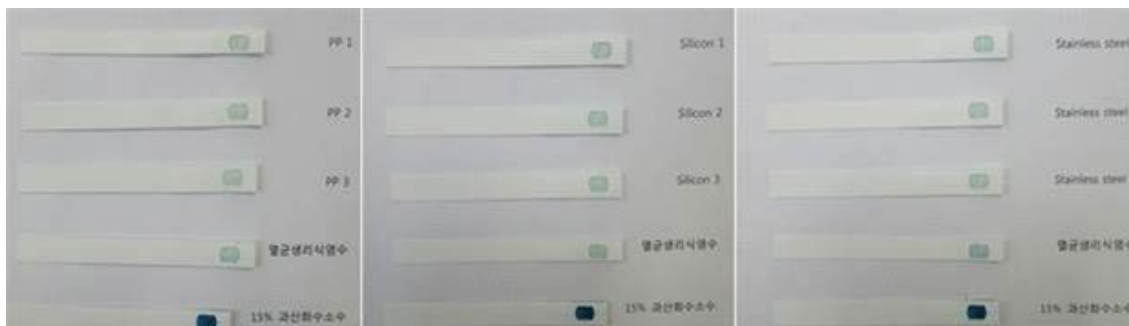 PP 1
PP 2
PP 3
멸균생리식염수
15% 과산화수소수
Silicon 1
Silicon 2
Silicon 3
멸균생리식염수
15% 과산화수소수
Stainless steel
Stainless steel
Stainless steel
멸균생리식염수
15% 과산화수소수